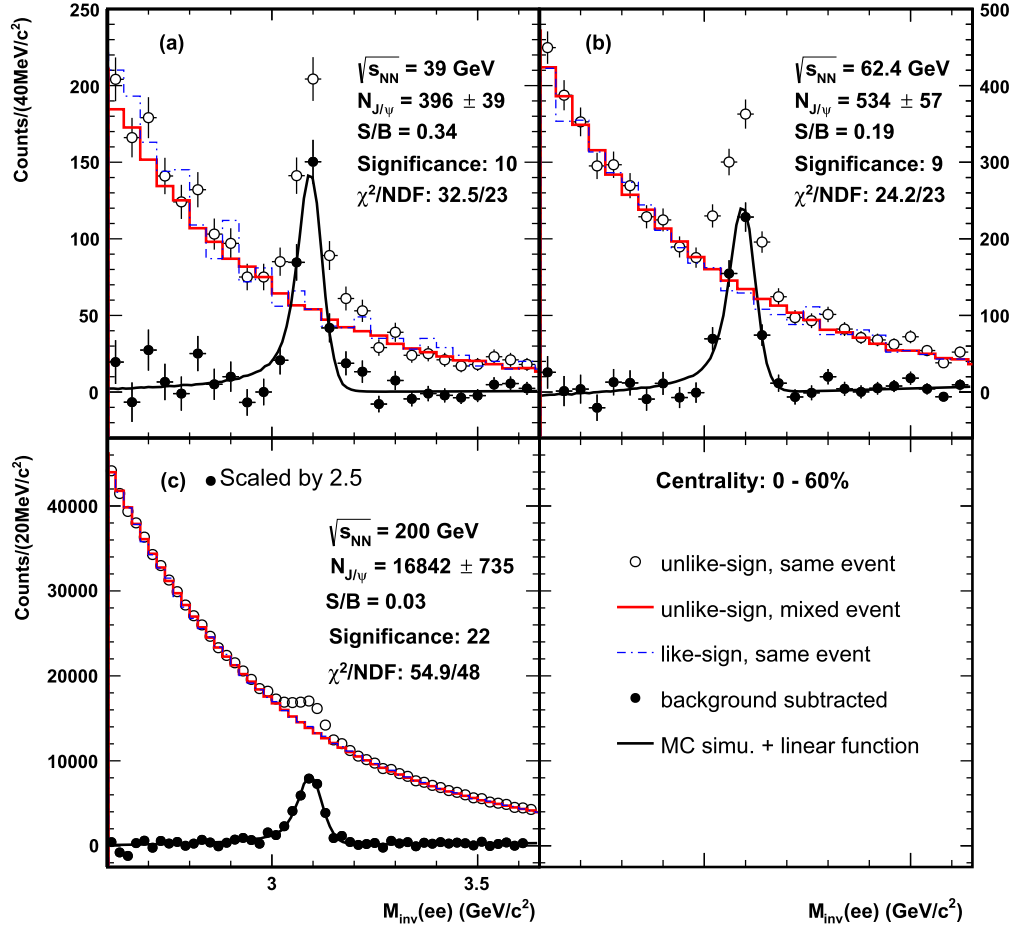 (a)
√s_NN = 39 GeV
N_J/ψ = 396 ± 39
S/B = 0.34
Significance: 10
χ²/NDF: 32.5/23
Counts/(40MeV/c²)
250
200
150
100
50
0
(b)
√s_NN = 62.4 GeV
N_J/ψ = 534 ± 57
S/B = 0.19
Significance: 9
χ²/NDF: 24.2/23
500
400
300
200
100
0
(c)
Scaled by 2.5
√s_NN = 200 GeV
N_J/ψ = 16842 ± 735
S/B = 0.03
Significance: 22
χ²/NDF: 54.9/48
Counts/(20MeV/c²)
40000
30000
20000
10000
0
3
3.5
M_inv(ee) (GeV/c²)
Centrality: 0 - 60%
unlike-sign, same event
unlike-sign, mixed event
like-sign, same event
background subtracted
MC simu. + linear function
M_inv(ee) (GeV/c²)